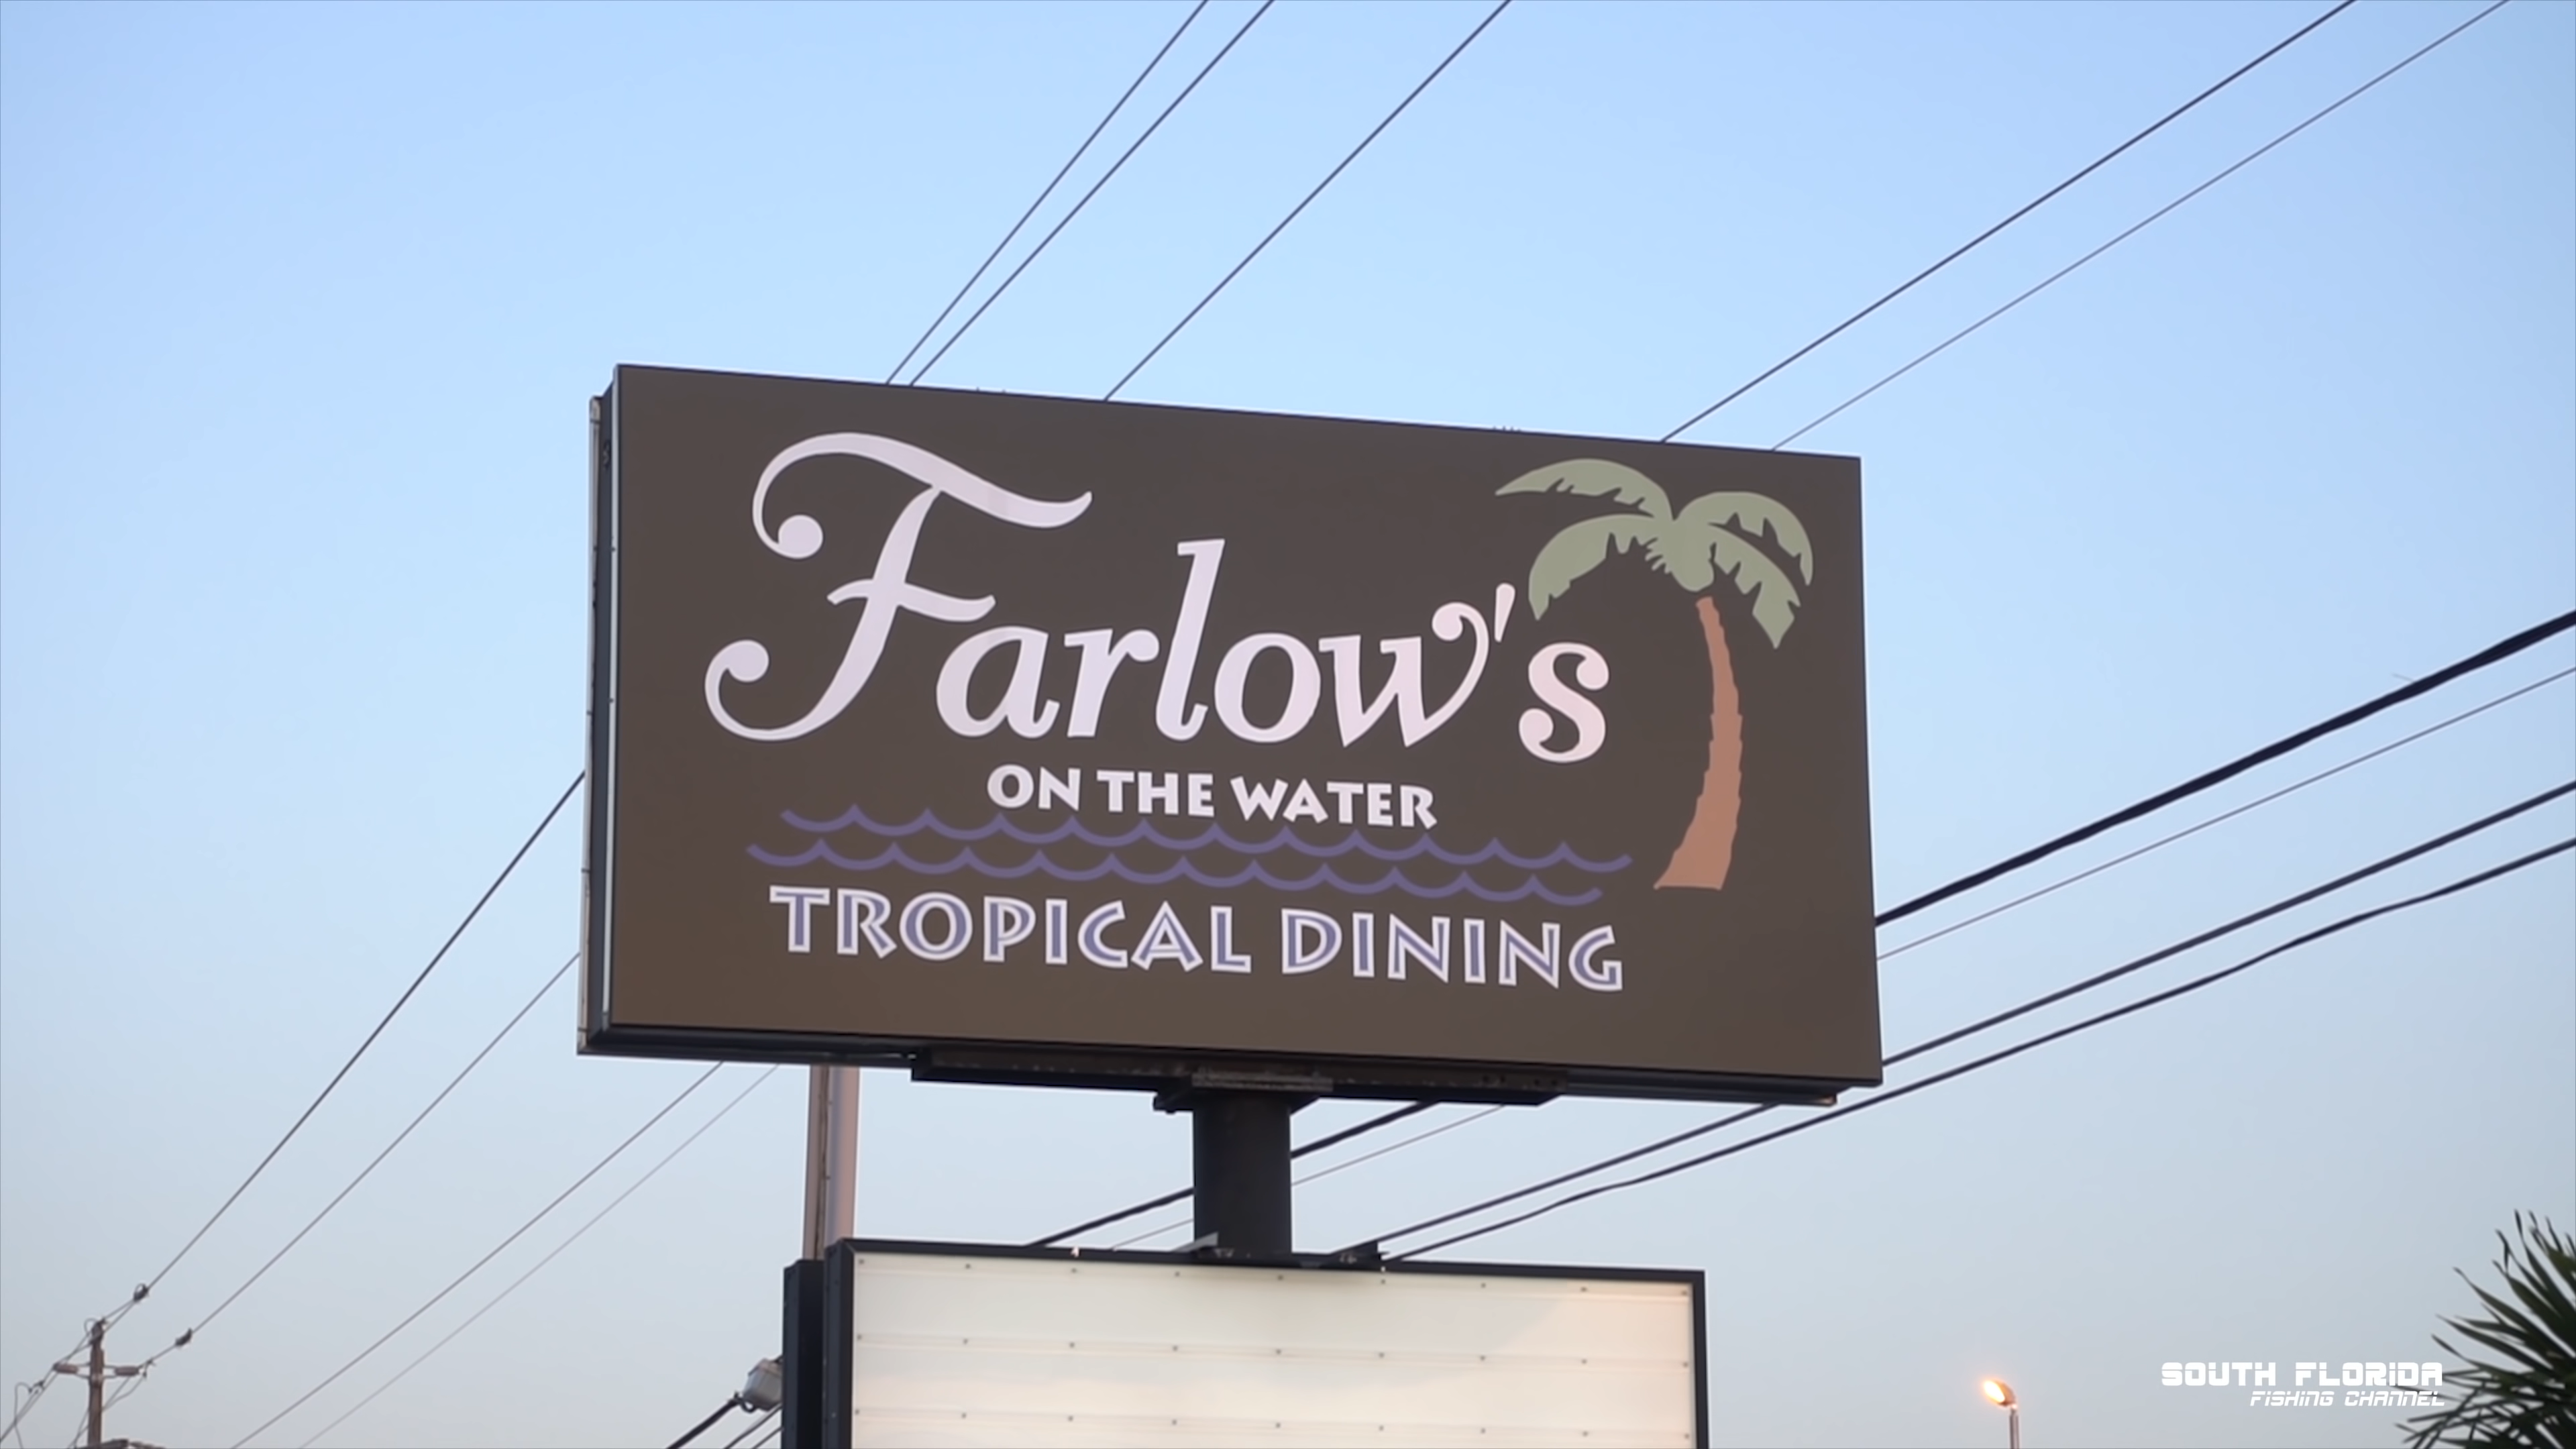 Farlow's
ON THE WATER
TROPICAL DINING
SOUTH FLORIDA
FISHING CHANNEL